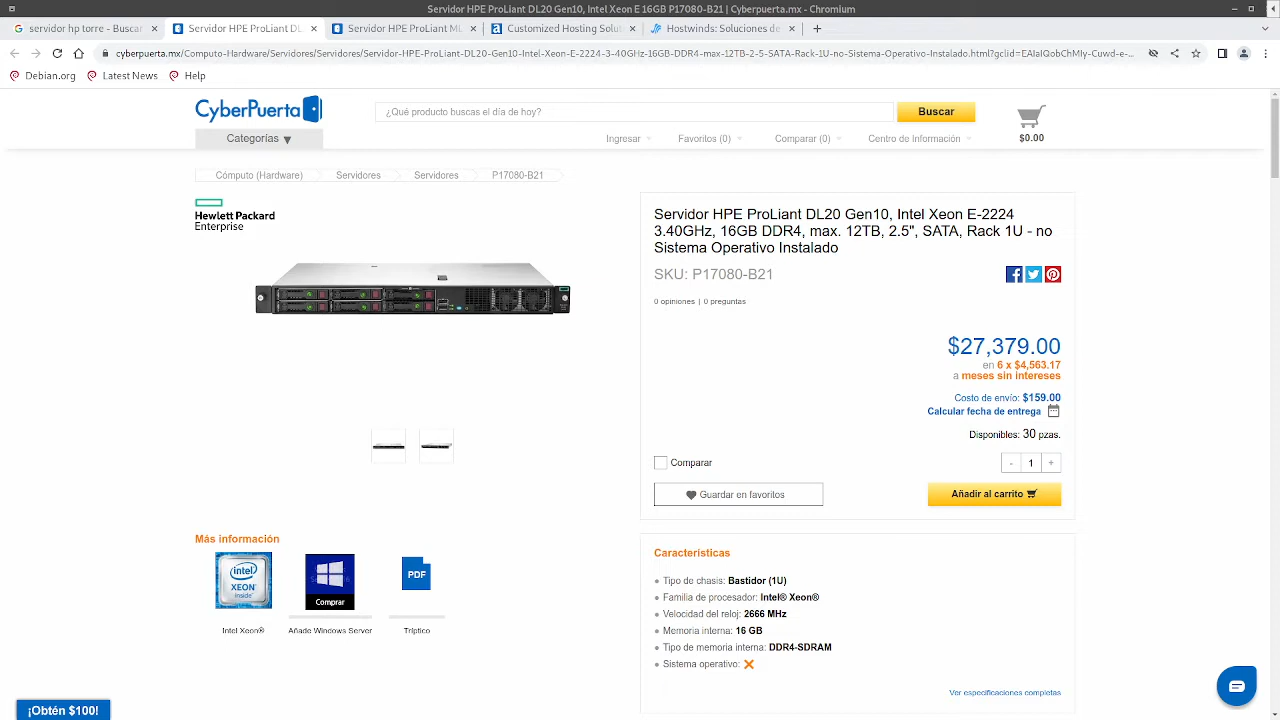 Servidor HPE ProLiant DL20 Gen10, Intel Xeon E 16GB P17080-B21 | Cyberpuerta.mx - Chromium
servidor hp torre - Buscar
Servidor HPE ProLiant DL
Servidor HPE ProLiant ML
Customized Hosting Solut
Hostwinds: Soluciones de
cyberpuerta.mx/Computo-Hardware/Servidores/Servidores/Servidor-HPE-ProLiant-DL20-Gen10-Intel-Xeon-E-2224-3-40GHz-16GB-DDR4-max-12TB-2-5-SATA-Rack-1U-no-Sistema-Operativo-Instalado.html?gclid=EAIaIQobChMIy-Cuwd-e...
Debian.org
Latest News
Help
CyberPuerta
¿Qué producto buscas el día de hoy?
Buscar
Categorías ▼
Ingresar
Favoritos (0)
Comparar (0)
Centro de Información
$0.00
Cómputo (Hardware)
Servidores
Servidores
P17080-B21
Hewlett Packard
Enterprise
Servidor HPE ProLiant DL20 Gen10, Intel Xeon E-2224
3.40GHz, 16GB DDR4, max. 12TB, 2.5", SATA, Rack 1U - no
Sistema Operativo Instalado
SKU: P17080-B21
0 opiniones | 0 preguntas
$27,379.00
en 6 x $4,563.17
a meses sin intereses
Costo de envío: $159.00
Calcular fecha de entrega
Disponibles: 30 pzas.
Comparar
- 1 +
Guardar en favoritos
Añadir al carrito
Más información
intel
XEON
inside
Comprar
PDF
Intel Xeon®
Añade Windows Server
Tríptico
Características
Tipo de chasis: Bastidor (1U)
Familia de procesador: Intel® Xeon®
Velocidad del reloj: 2666 MHz
Memoria interna: 16 GB
Tipo de memoria interna: DDR4-SDRAM
Sistema operativo:
Ver especificaciones completas
¡Obtén $100!